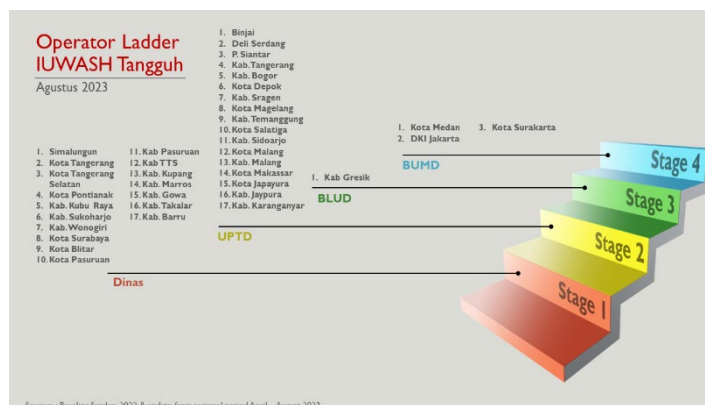 Operator Ladder
IUWASH Tangguh
Agustus 2023
1. Simalungun
2. Kota Tangerang
3. Kota Tangerang
Selatan
4. Kota Pontianak
5. Kab. Kubu Raya
6. Kab. Sukoharjo
7. Kab. Wonogiri
8. Kota Surabaya
9. Kota Blitar
10. Kota Pasuruan
11. Kab Pasuruan
12. Kab TTS
13. Kab. Kupang
14. Kab. Marros
15. Kab. Gowa
16. Kab. Takalar
17. Kab. Barru
Dinas
1. Binjai
2. Deli Serdang
3. P. Siantar
4. Kab. Tangerang
5. Kab. Bogor
6. Kota Depok
7. Kab. Sragen
8. Kota Magelang
9. Kab. Temanggung
10. Kota Salatiga
11. Kab. Sidoarjo
12. Kota Malang
13. Kab. Malang
14. Kota Makassar
15. Kota Japayura
16. Kab. Jaypura
17. Kab. Karanganyar
UPTD
1. Kab Gresik
BLUD
1. Kota Medan
2. DKI Jakarta
3. Kota Surakarta
BUMD
Stage 4
Stage 3
Stage 2
Stage 1